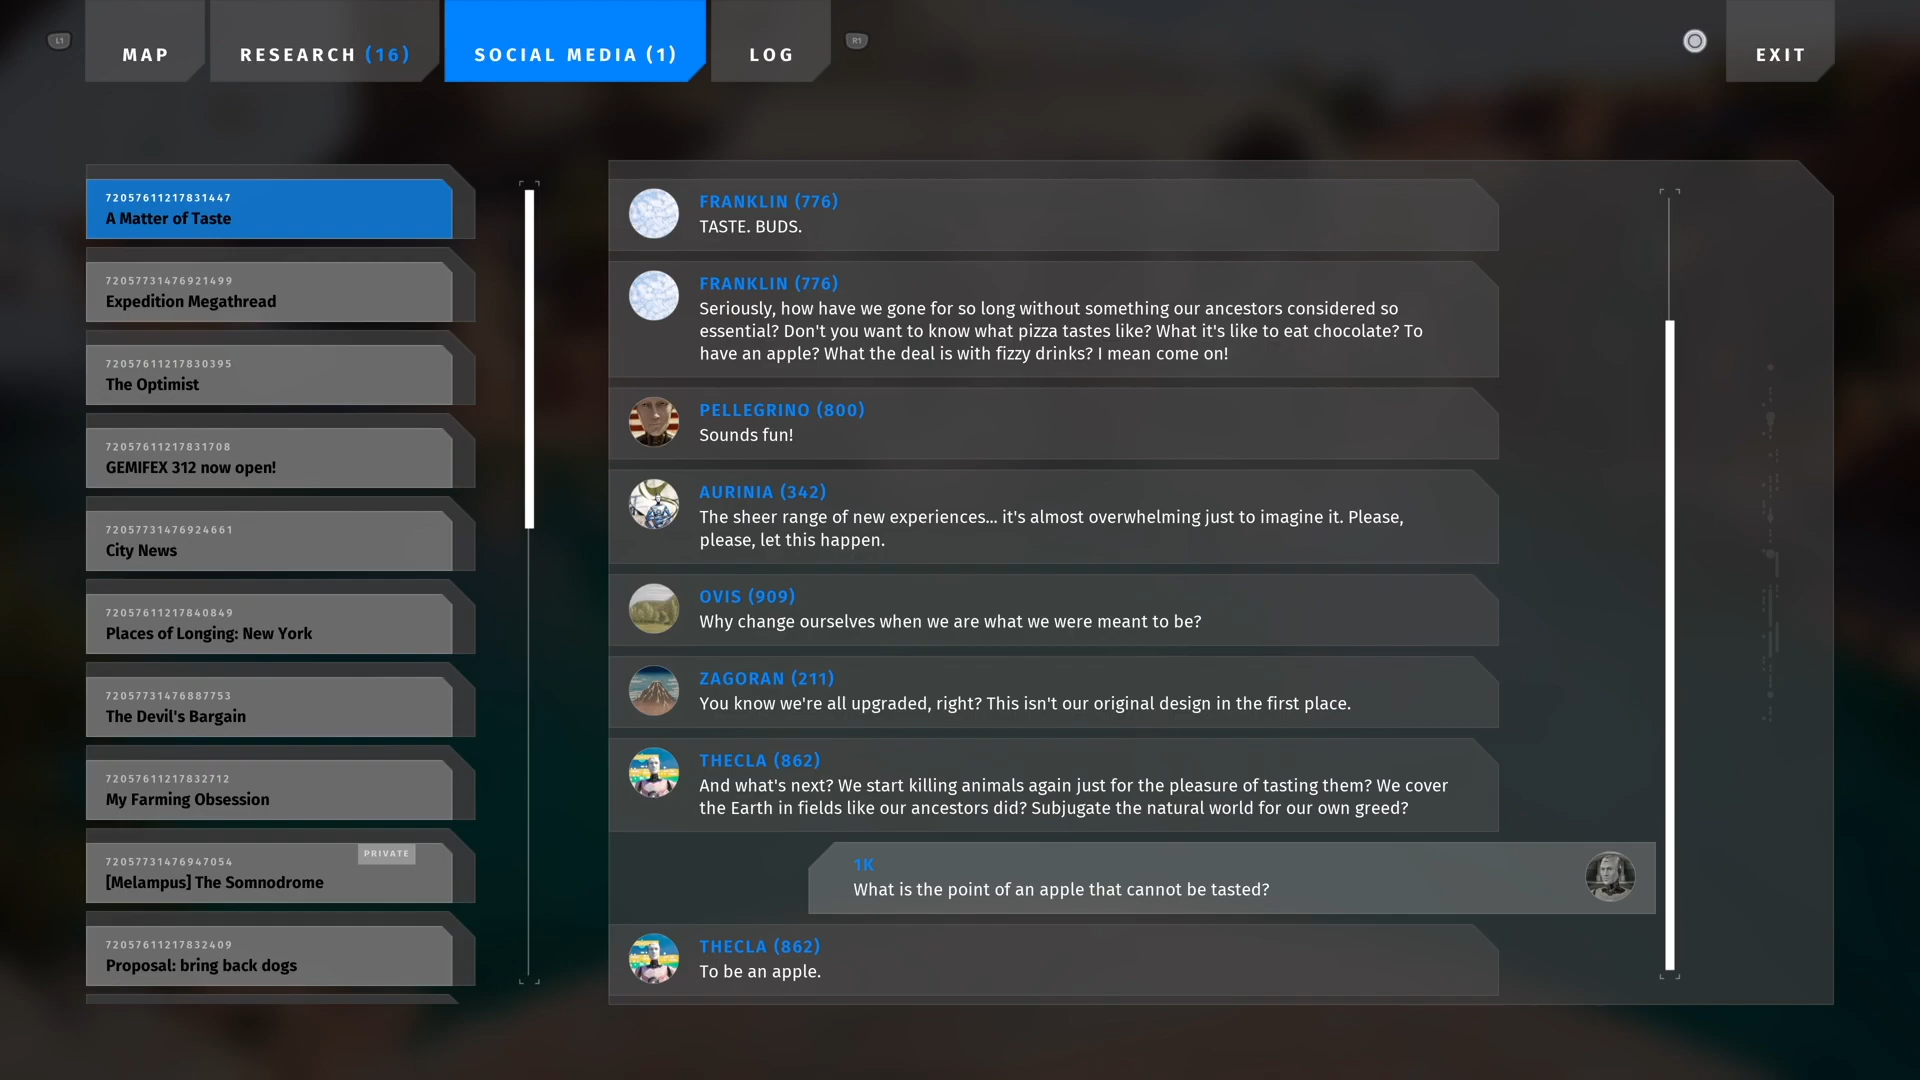 L1
MAP
RESEARCH (16)
SOCIAL MEDIA (1)
LOG
R1
EXIT
72057611217831447
A Matter of Taste
72057731476921499
Expedition Megathread
72057611217830395
The Optimist
72057611217831708
GEMIFEX 312 now open!
72057731476924661
City News
72057611217840849
Places of Longing: New York
72057731476887753
The Devil's Bargain
72057611217832712
My Farming Obsession
PRIVATE
72057731476947054
[Melampus] The Somnodrome
72057611217832409
Proposal: bring back dogs
FRANKLIN (776)
TASTE. BUDS.
FRANKLIN (776)
Seriously, how have we gone for so long without something our ancestors considered so
essential? Don't you want to know what pizza tastes like? What it's like to eat chocolate? To
have an apple? What the deal is with fizzy drinks? I mean come on!
PELLEGRINO (800)
Sounds fun!
AURINIA (342)
The sheer range of new experiences... it's almost overwhelming just to imagine it. Please,
please, let this happen.
OVIS (909)
Why change ourselves when we are what we were meant to be?
ZAGORAN (211)
You know we're all upgraded, right? This isn't our original design in the first place.
THECLA (862)
And what's next? We start killing animals again just for the pleasure of tasting them? We cover
the Earth in fields like our ancestors did? Subjugate the natural world for our own greed?
1K
What is the point of an apple that cannot be tasted?
THECLA (862)
To be an apple.